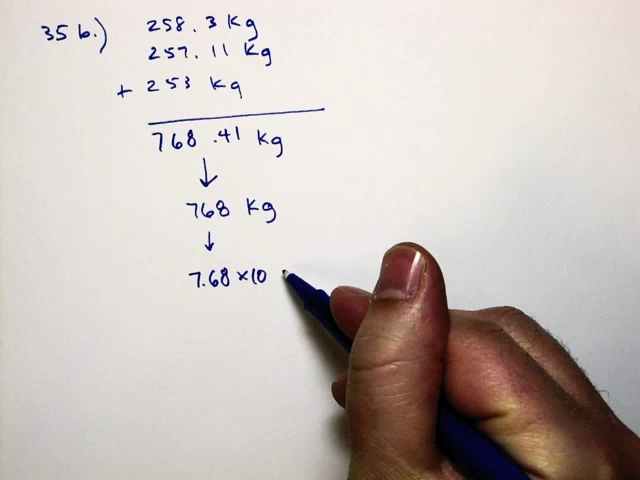 35 b.) 258.3 Kg
257.11 Kg
+ 253 Kg
768.41 Kg
↓
768 Kg
↓
7.68 × 10